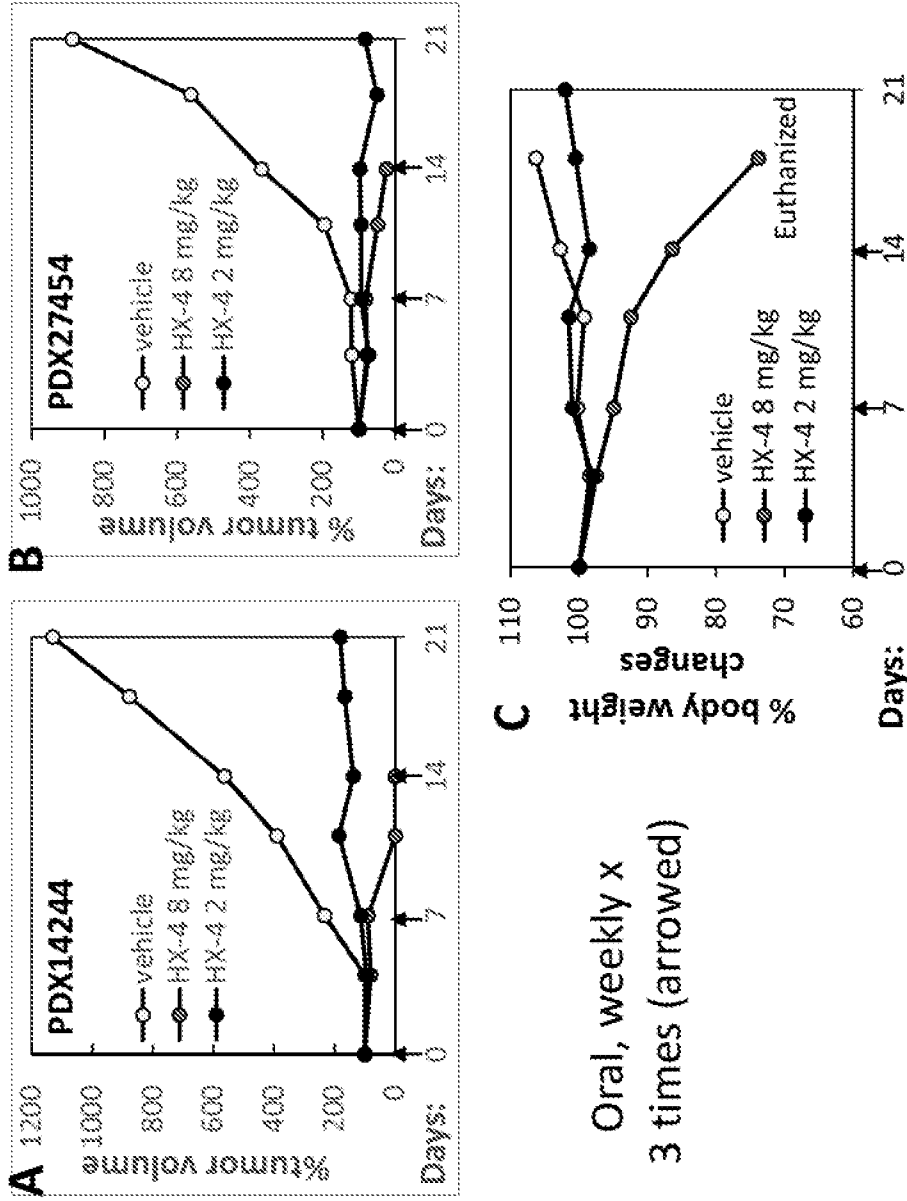 A
PDX14244
vehicle
HX-4 8 mg/kg
HX-4 2 mg/kg
%tumor volume
1200
1000
800
600
400
200
0
Days:
0
7
14
21
B
PDX27454
vehicle
HX-4 8 mg/kg
HX-4 2 mg/kg
% tumor volume
1000
800
600
400
200
0
Days:
0
7
14
21
Oral, weekly x
3 times (arrowed)
C
% body weight
changes
110
100
90
80
70
60
vehicle
HX-4 8 mg/kg
HX-4 2 mg/kg
Euthanized
Days:
0
7
14
21